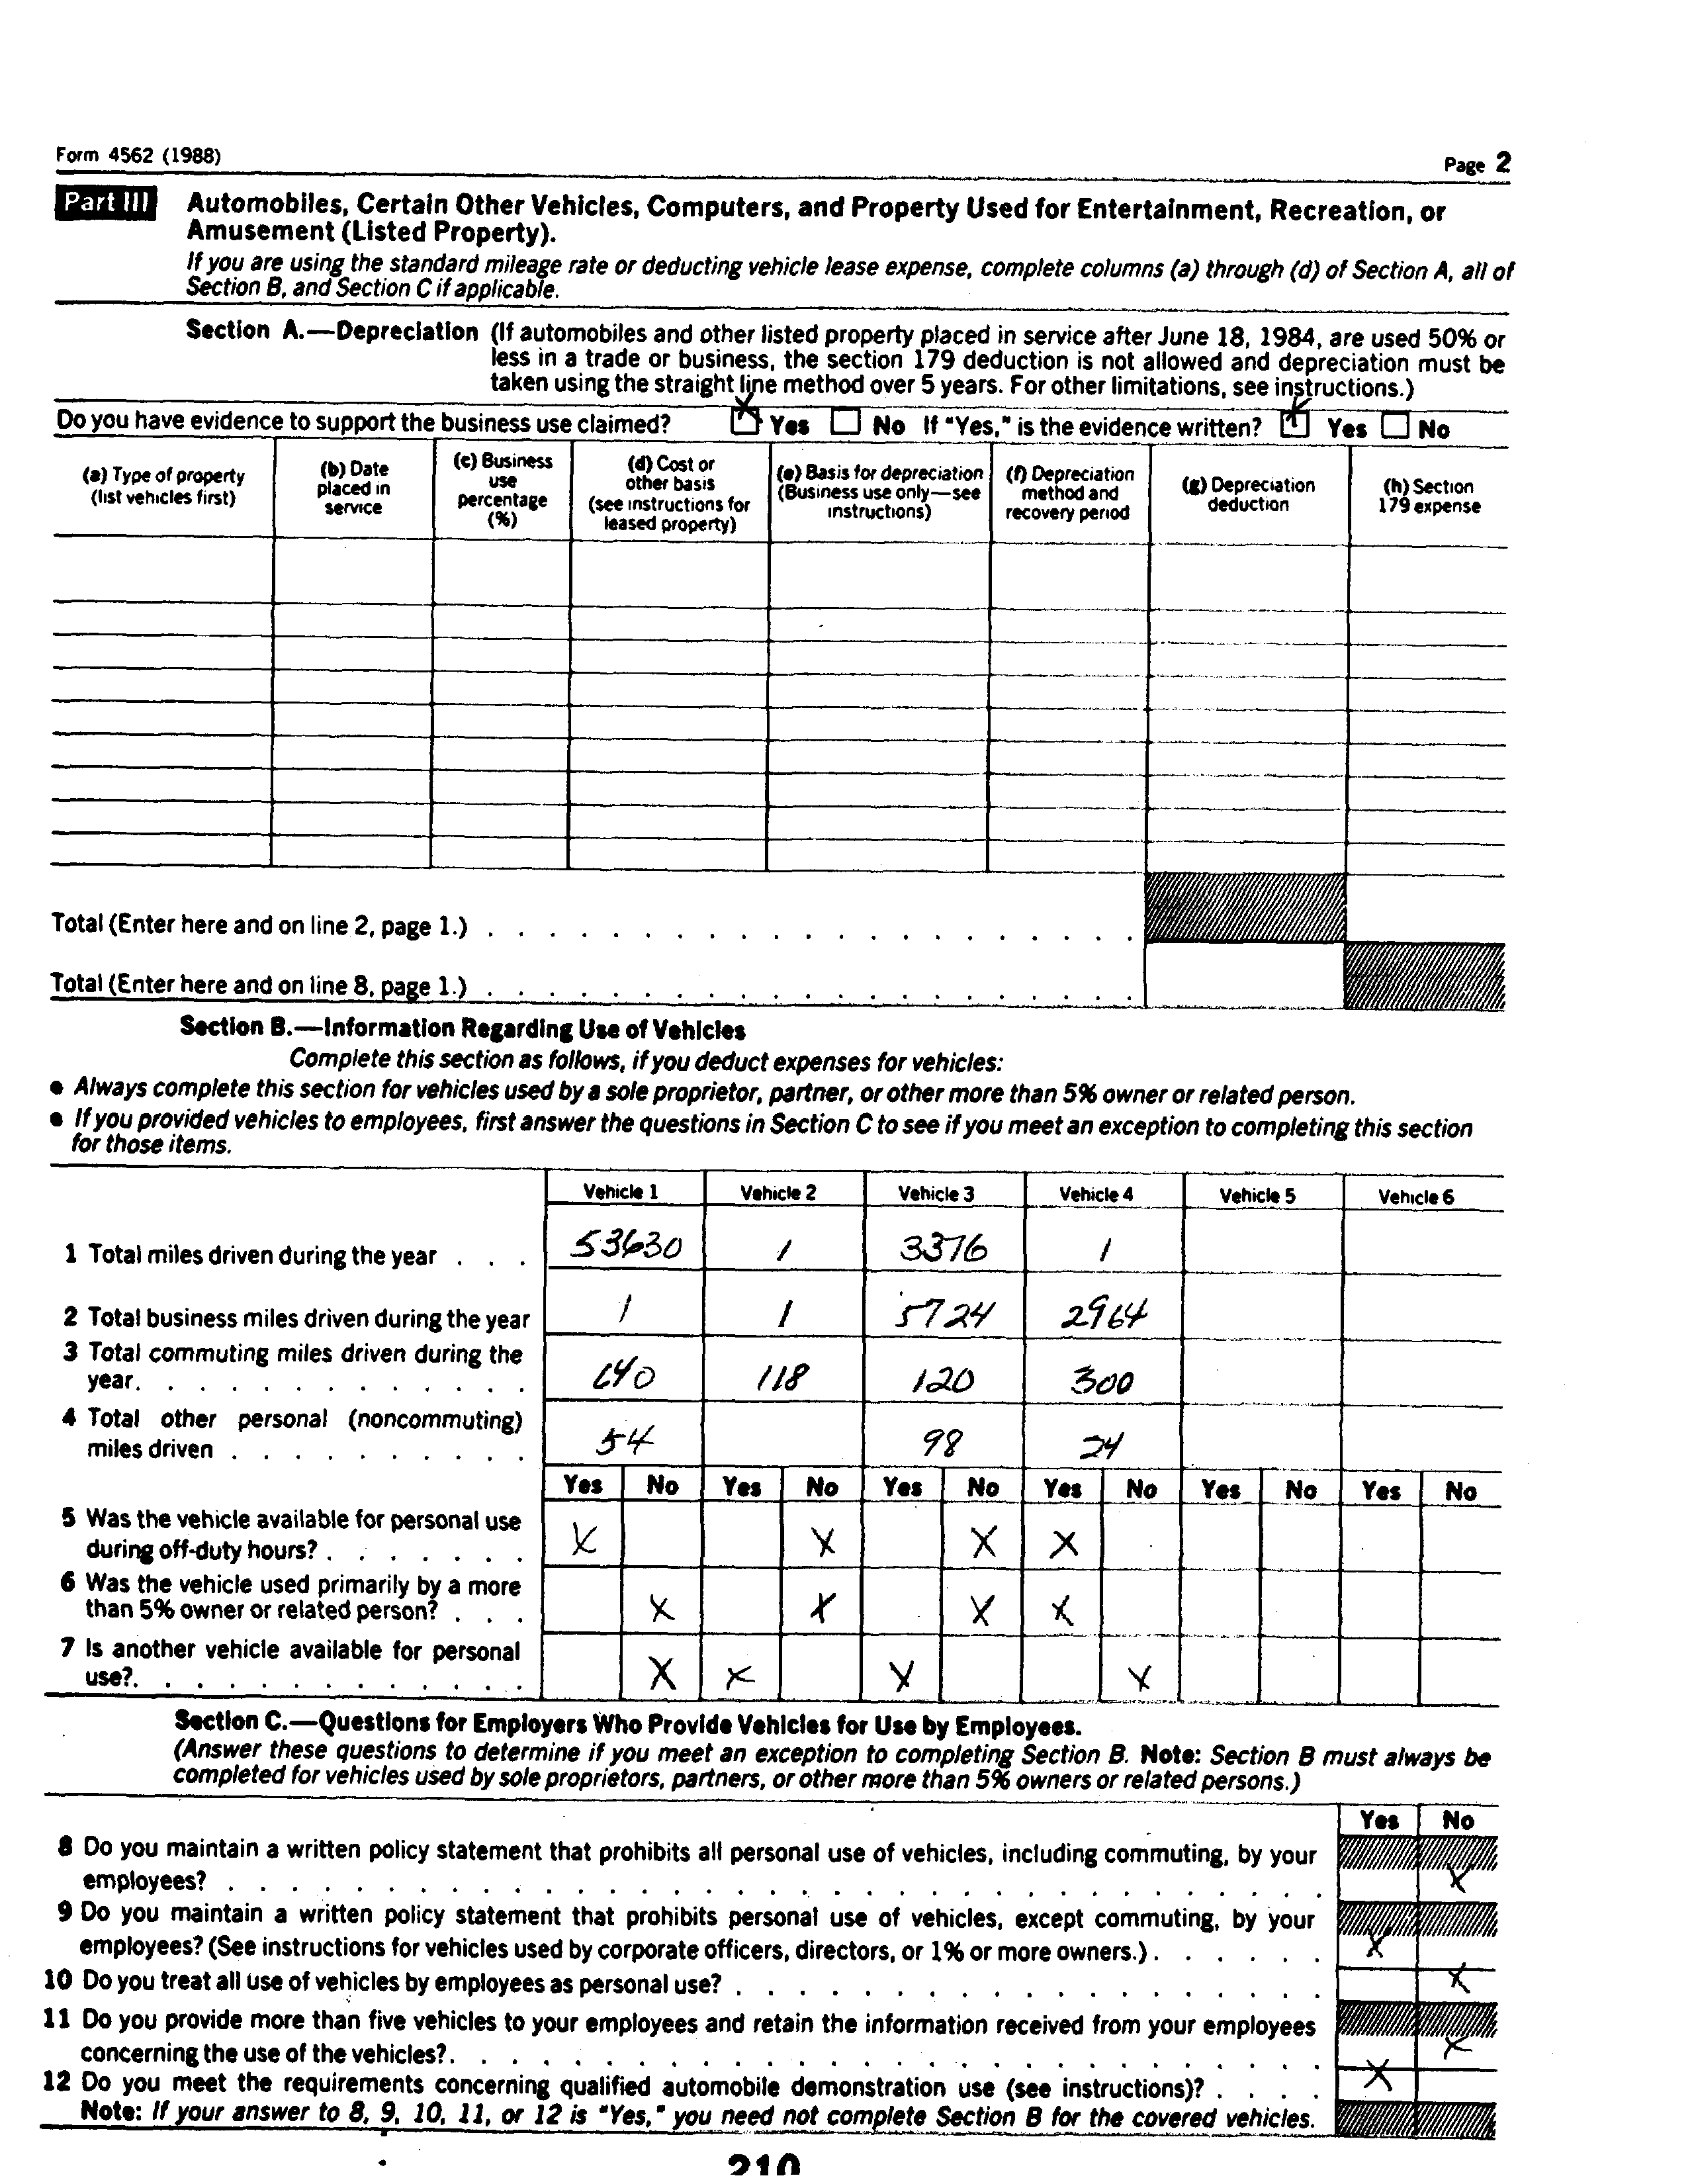 Form 4562 (1988)
Page 2
Part III Automobiles, Certain Other Vehicles, Computers, and Property Used for Entertainment, Recreation, or
Amusement (Listed Property).
If you are using the standard mileage rate or deducting vehicle lease expense, complete columns (a) through (d) of Section A, all of
Section B, and Section C if applicable.
Section A.—Depreciation (If automobiles and other listed property placed in service after June 18, 1984, are used 50% or
less in a trade or business, the section 179 deduction is not allowed and depreciation must be
taken using the straight line method over 5 years. For other limitations, see instructions.)
Do you have evidence to support the business use claimed? X Yes No If "Yes," is the evidence written? X Yes No
(a) Type of property
(list vehicles first)
(b) Date
placed in
service
(c) Business
use
percentage
(%)
(d) Cost or
other basis
(see instructions for
leased property)
(e) Basis for depreciation
(Business use only—see
instructions)
(f) Depreciation
method and
recovery period
(g) Depreciation
deduction
(h) Section
179 expense
Total (Enter here and on line 2, page 1.)
Total (Enter here and on line 8, page 1.)
Section B.—Information Regarding Use of Vehicles
Complete this section as follows, if you deduct expenses for vehicles:
● Always complete this section for vehicles used by a sole proprietor, partner, or other more than 5% owner or related person.
● If you provided vehicles to employees, first answer the questions in Section C to see if you meet an exception to completing this section
for those items.
Vehicle 1 Vehicle 2 Vehicle 3 Vehicle 4 Vehicle 5 Vehicle 6
1 Total miles driven during the year . . . 53630 1 3376 1
2 Total business miles driven during the year 1 1 5724 2964
3 Total commuting miles driven during the
year. 640 118 120 300
4 Total other personal (noncommuting)
miles driven 54 98 24
Yes No Yes No Yes No Yes No Yes No Yes No
5 Was the vehicle available for personal use
during off-duty hours? X X X X
6 Was the vehicle used primarily by a more
than 5% owner or related person? . . . X X X X
7 Is another vehicle available for personal
use?. X X X X
Section C.—Questions for Employers Who Provide Vehicles for Use by Employees.
(Answer these questions to determine if you meet an exception to completing Section B. Note: Section B must always be
completed for vehicles used by sole proprietors, partners, or other more than 5% owners or related persons.)
Yes No
8 Do you maintain a written policy statement that prohibits all personal use of vehicles, including commuting, by your
employees? X
9 Do you maintain a written policy statement that prohibits personal use of vehicles, except commuting, by your
employees? (See instructions for vehicles used by corporate officers, directors, or 1% or more owners.) X
10 Do you treat all use of vehicles by employees as personal use? X
11 Do you provide more than five vehicles to your employees and retain the information received from your employees
concerning the use of the vehicles?. X
12 Do you meet the requirements concerning qualified automobile demonstration use (see instructions)? X
Note: If your answer to 8, 9, 10, 11, or 12 is "Yes," you need not complete Section B for the covered vehicles.
210